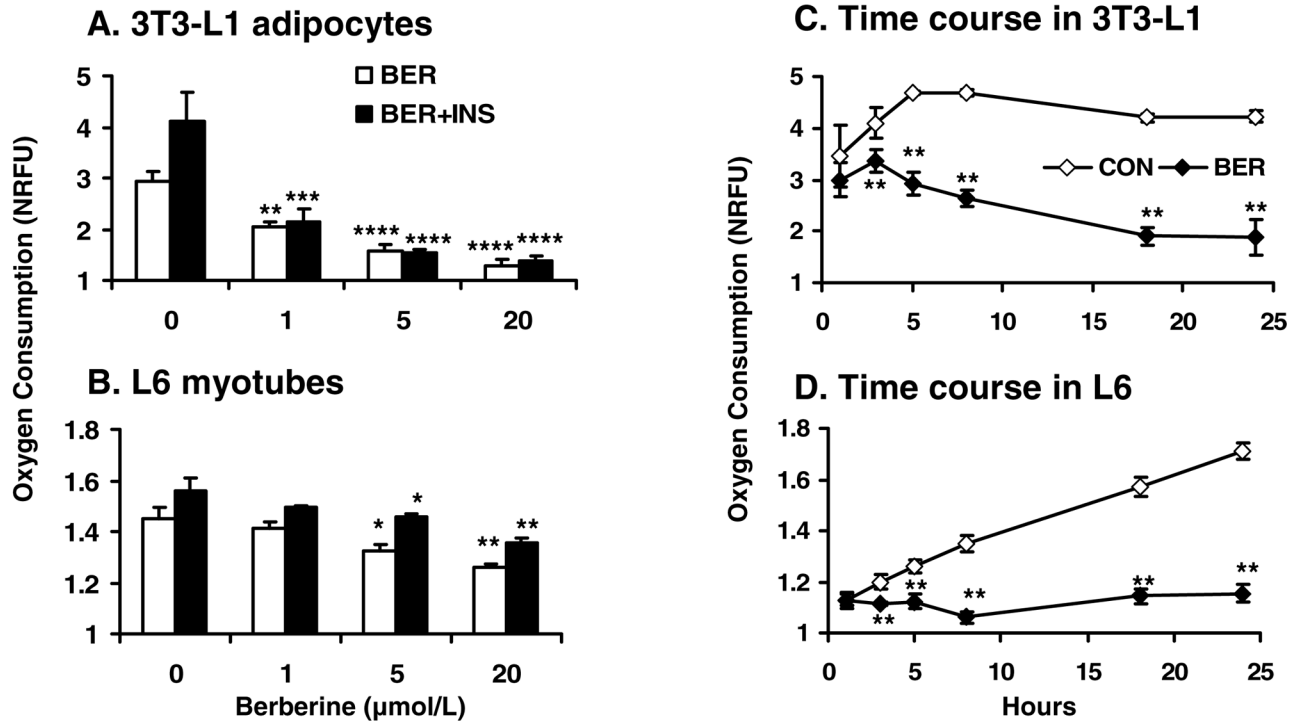 A. 3T3-L1 adipocytes
Oxygen Consumption (NRFU)
5
4
3
2
1
BER
BER+INS
** ***
**** ****
**** ****
0 1 5 20
B. L6 myotubes
1.8
1.6
1.4
1.2
1
* *
** **
0 1 5 20
Berberine (µmol/L)
C. Time course in 3T3-L1
Oxygen Consumption (NRFU)
5
4
3
2
1
CON BER
** ** ** ** **
0 5 10 15 20 25
D. Time course in L6
1.8
1.6
1.4
1.2
1
** ** ** ** **
0 5 10 15 20 25
Hours